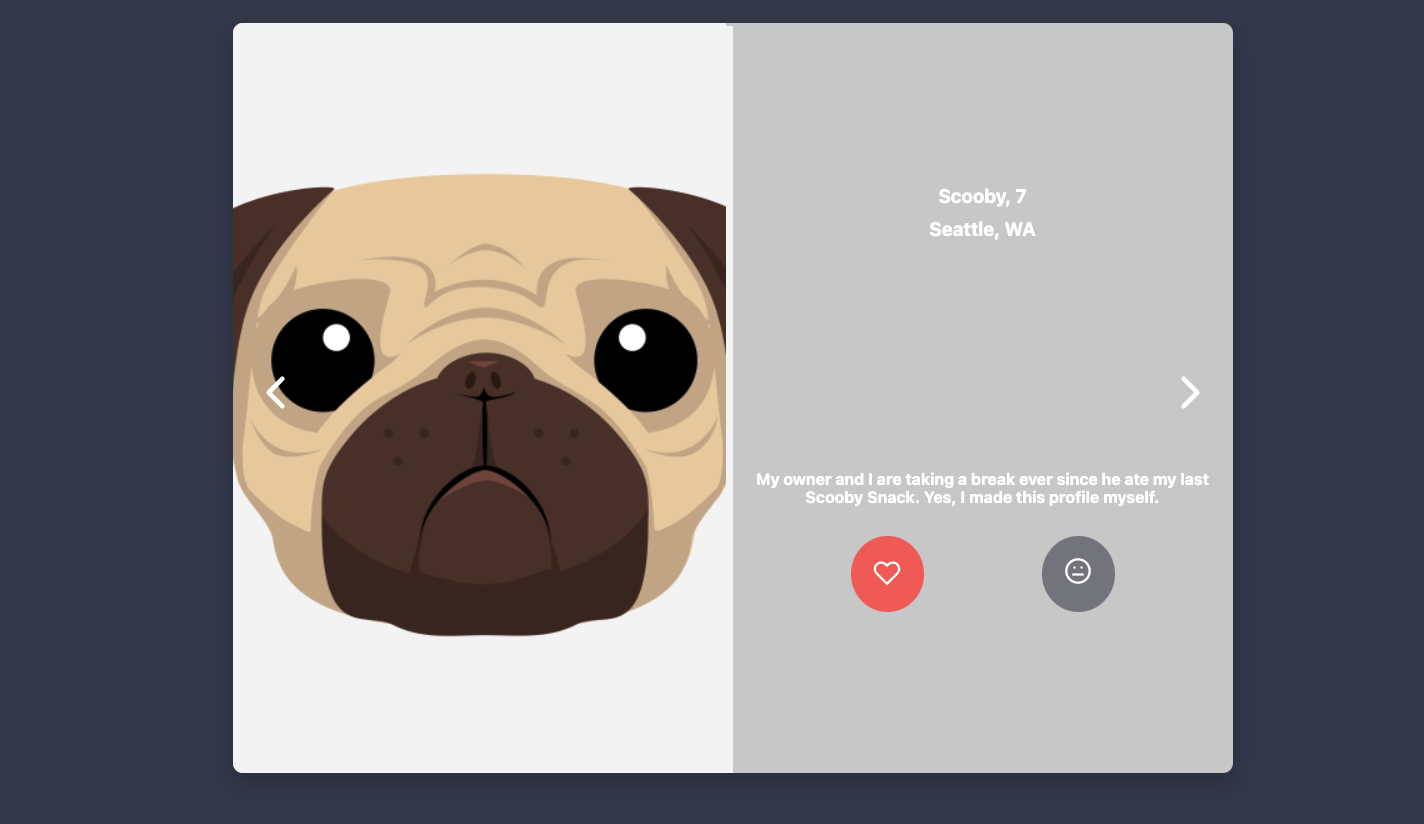 Scooby, 7
Seattle, WA
My owner and I are taking a break ever since he ate my last
Scooby Snack. Yes, I made this profile myself.